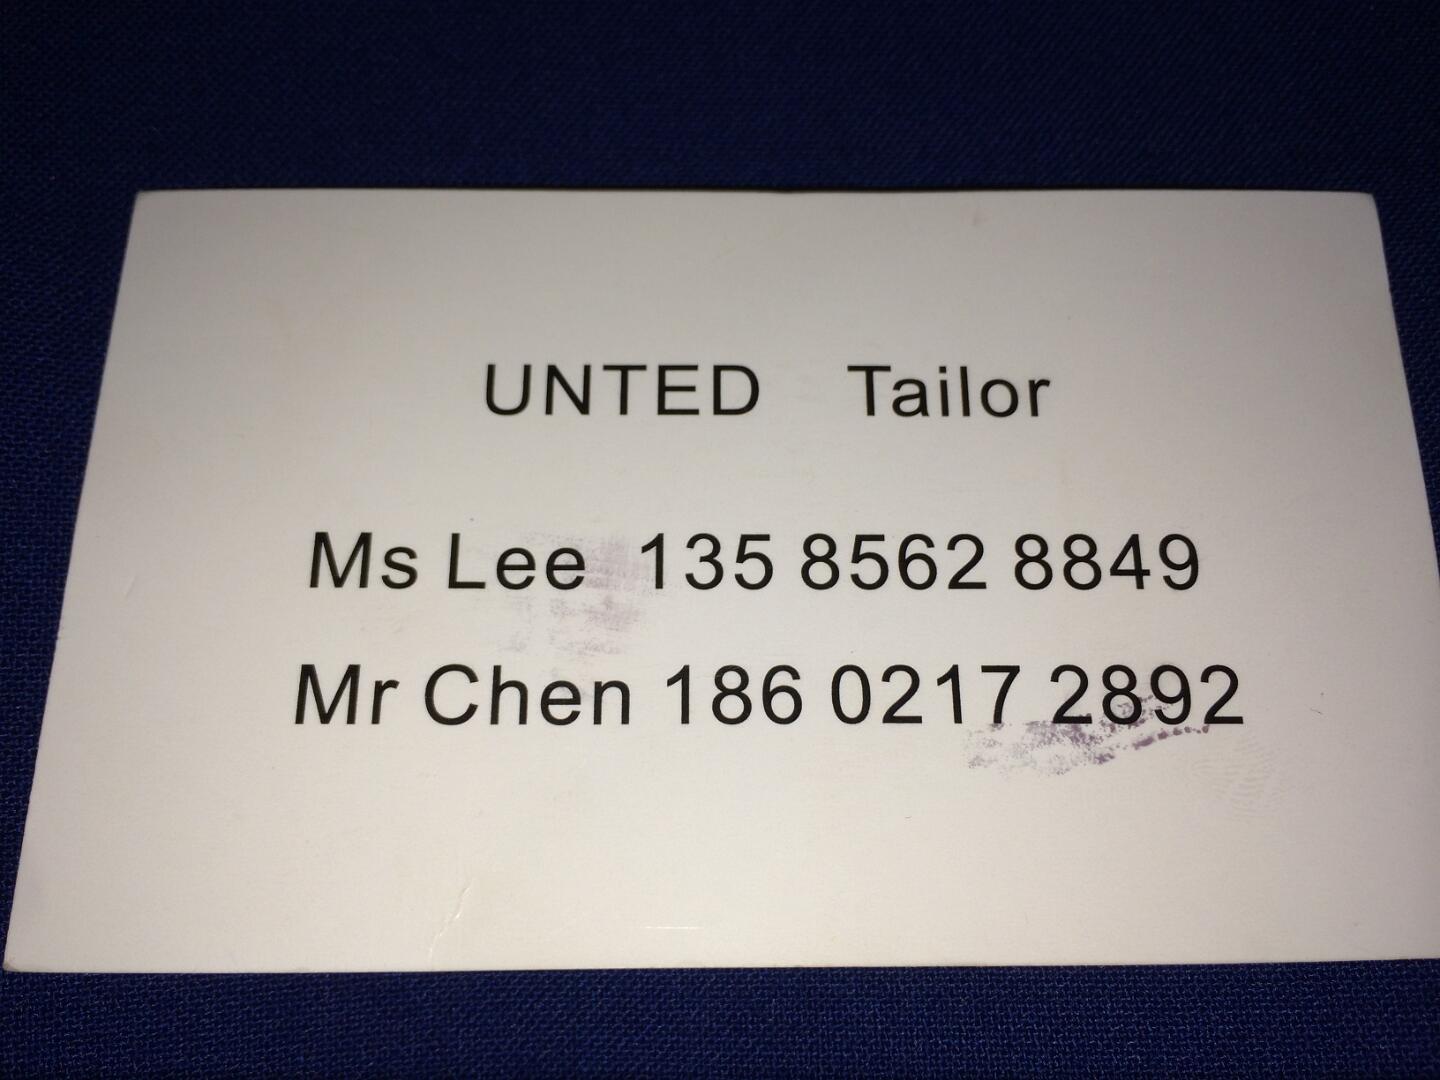 UNTED Tailor
Ms Lee 135 8562 8849
Mr Chen 186 0217 2892